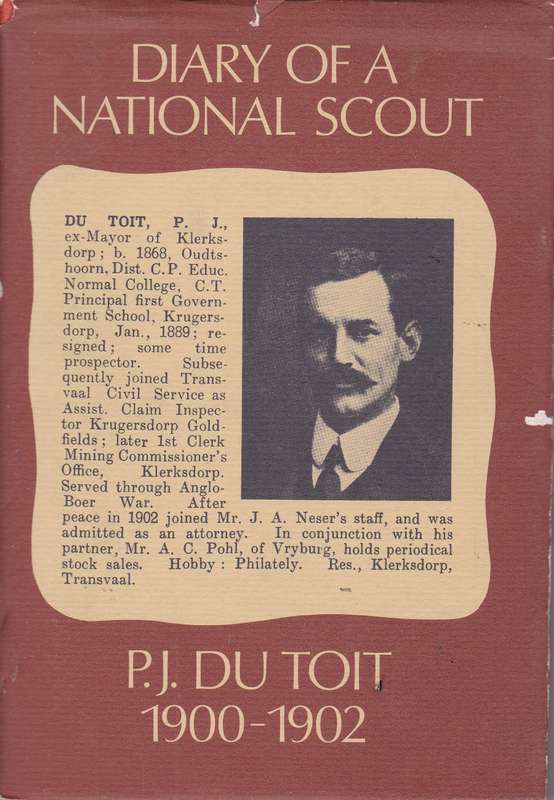 DIARY OF A
NATIONAL SCOUT
DU TOIT, P. J.,
ex-Mayor of Klerks-
dorp ; b. 1868, Oudts-
hoorn, Dist. C.P. Educ.
Normal College, C.T.
Principal first Govern-
ment School, Krugers-
dorp, Jan., 1889 ; re-
signed ; some time
prospector. Subse-
quently joined Trans-
vaal Civil Service as
Assist. Claim Inspec-
tor Krugersdorp Gold-
fields ; later 1st Clerk
Mining Commissioner's
Office, Klerksdorp.
Served through Anglo-
Boer War. After
peace in 1902 joined Mr. J. A. Neser's staff, and was
admitted as an attorney. In conjunction with his
partner, Mr. A. C. Pohl, of Vryburg, holds periodical
stock sales. Hobby : Philately. Res., Klerksdorp,
Transvaal.
P.J. DU TOIT
1900-1902